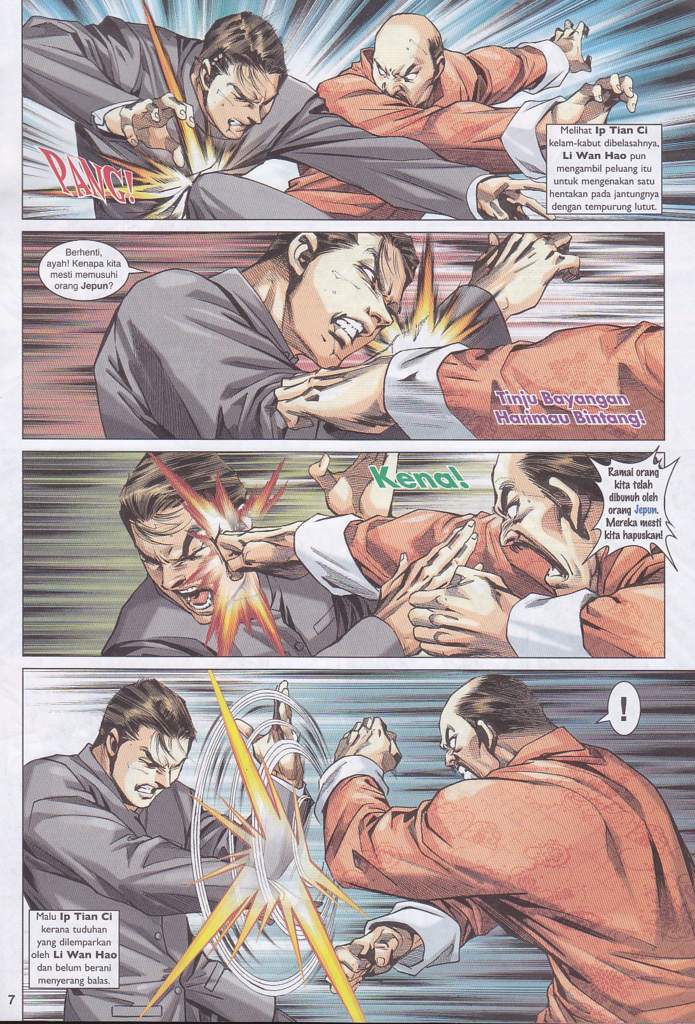 PANG!
Melihat Ip Tian Ci
kelam-kabut dibelasahnya,
Li Wan Hao pun
mengambil peluang itu
untuk mengenakan satu
hentakan pada jantungnya
dengan tempurung lutut.
Berhenti,
ayah! Kenapa kita
mesti memusuhi
orang Jepun?
Tinju Bayangan
Harimau Bintang!
Kena!
Ramai orang
kita telah
dibunuh oleh
orang Jepun.
Mereka mesti
kita hapuskan!
!
Malu Ip Tian Ci
kerana tuduhan
yang dilemparkan
oleh Li Wan Hao
dan belum berani
menyerang balas.
7